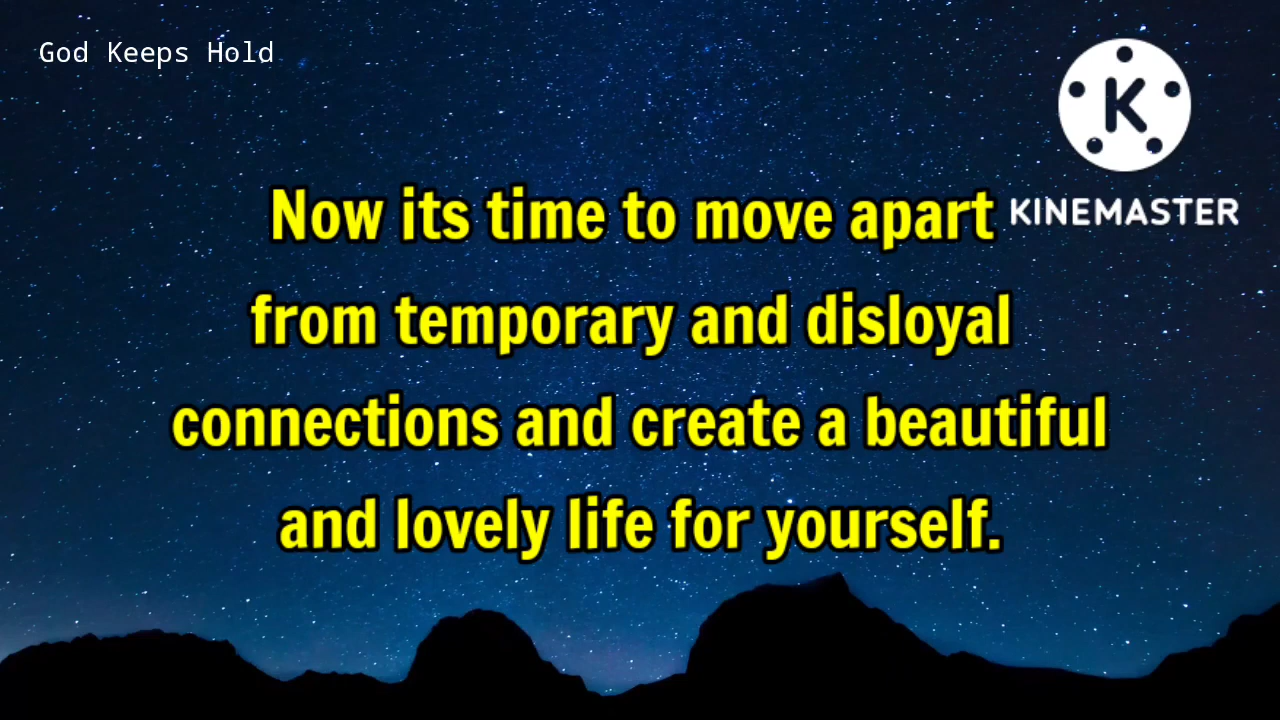 God Keeps Hold
K
KINEMASTER
Now its time to move apart
from temporary and disloyal
connections and create a beautiful
and lovely life for yourself.